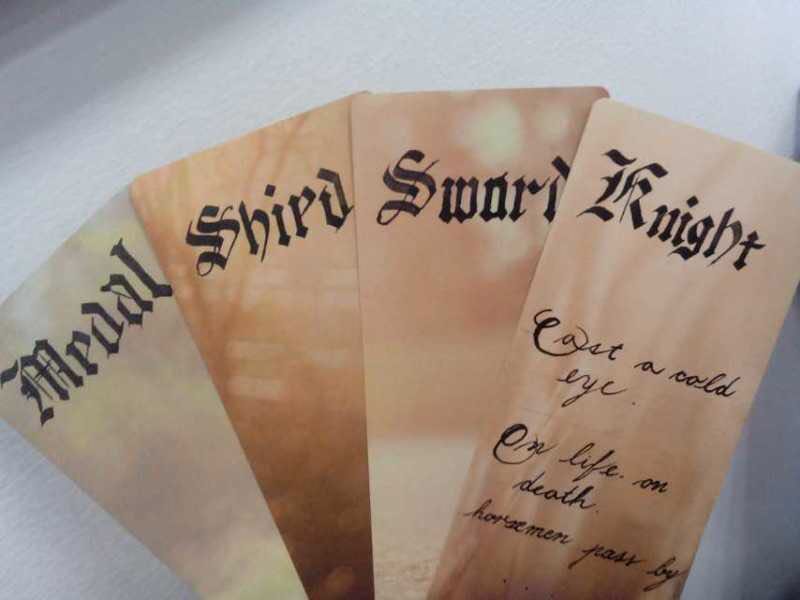 Medal
Shied
Sword
Knight
Cast a cold
eye.
On life. on
death.
horsemen pass by